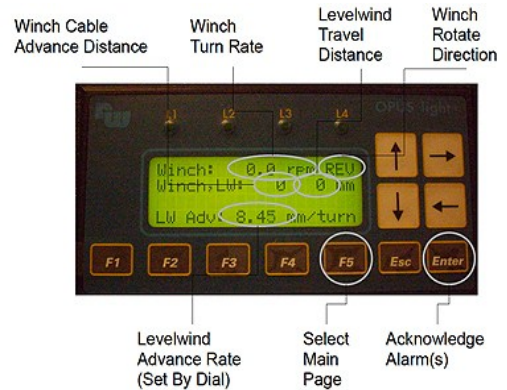 Winch Cable
Advance Distance
Winch
Turn Rate
Levelwind
Travel
Distance
Winch
Rotate
Direction
L1
L2
L3
L4
OPUS light
Winch: 0.0 rpm REV
Winch,LW: 0 0 mm
LW Adv: 8.45 mm/turn
F1
F2
F3
F4
F5
Esc
Enter
Levelwind
Advance Rate
(Set By Dial)
Select
Main
Page
Acknowledge
Alarm(s)